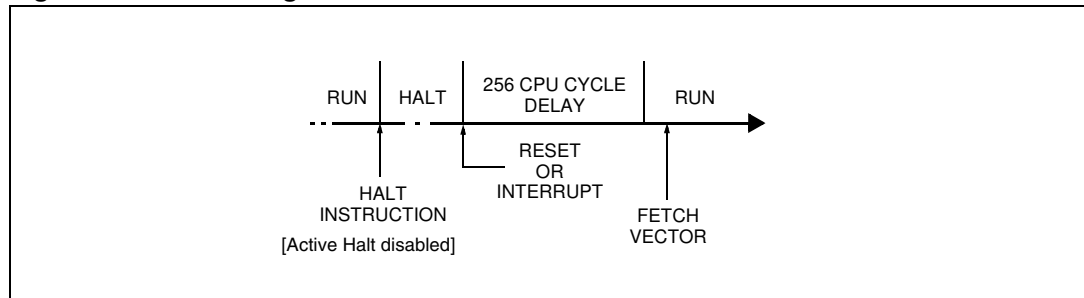 RUN
HALT
256 CPU CYCLE
DELAY
RUN
RESET
OR
INTERRUPT
HALT
INSTRUCTION
[Active Halt disabled]
FETCH
VECTOR